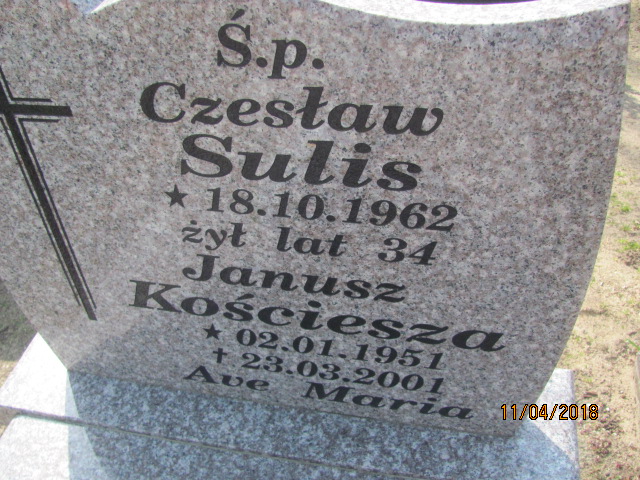 Ś.p.
Czesław
Sulis
★ 18.10.1962
żył lat 34
Janusz
Kościesza
★ 02.01.1951
✝ 23.03.2001
Ave Maria
11/04/2018